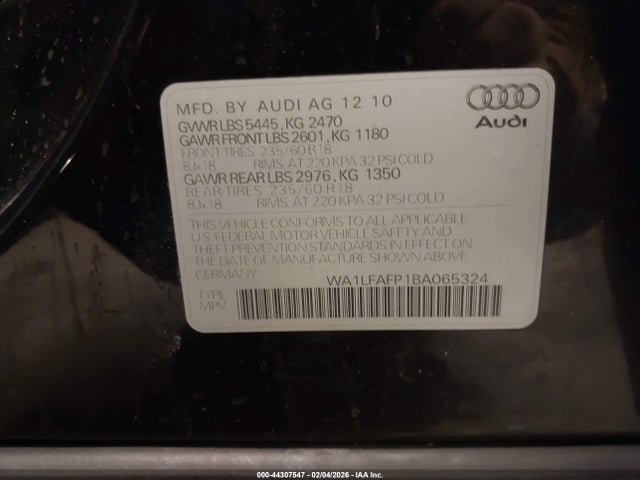 MFD. BY AUDI AG 12 10
GVWR LBS 5445, KG 2470
GAWR FRONT LBS 2601, KG 1180
FRONT TIRES 235/60 R18
8Jx18 RIMS AT 220 KPA 32 PSI COLD
GAWR REAR LBS 2976, KG 1350
REAR TIRES 235/60 R18
8Jx18 RIMS AT 220 KPA 32 PSI COLD
Audi
THIS VEHICLE CONFORMS TO ALL APPLICABLE
U.S FEDERAL MOTOR VEHICLE SAFETY AND
THEFT PREVENTION STANDARDS IN EFFECT ON
THE DATE OF MANUFACTURE SHOWN ABOVE
GERMANY
WA1LFAFP1BA065324
TYPE
MPV
000-44307547 - 02/04/2026 - IAA Inc.